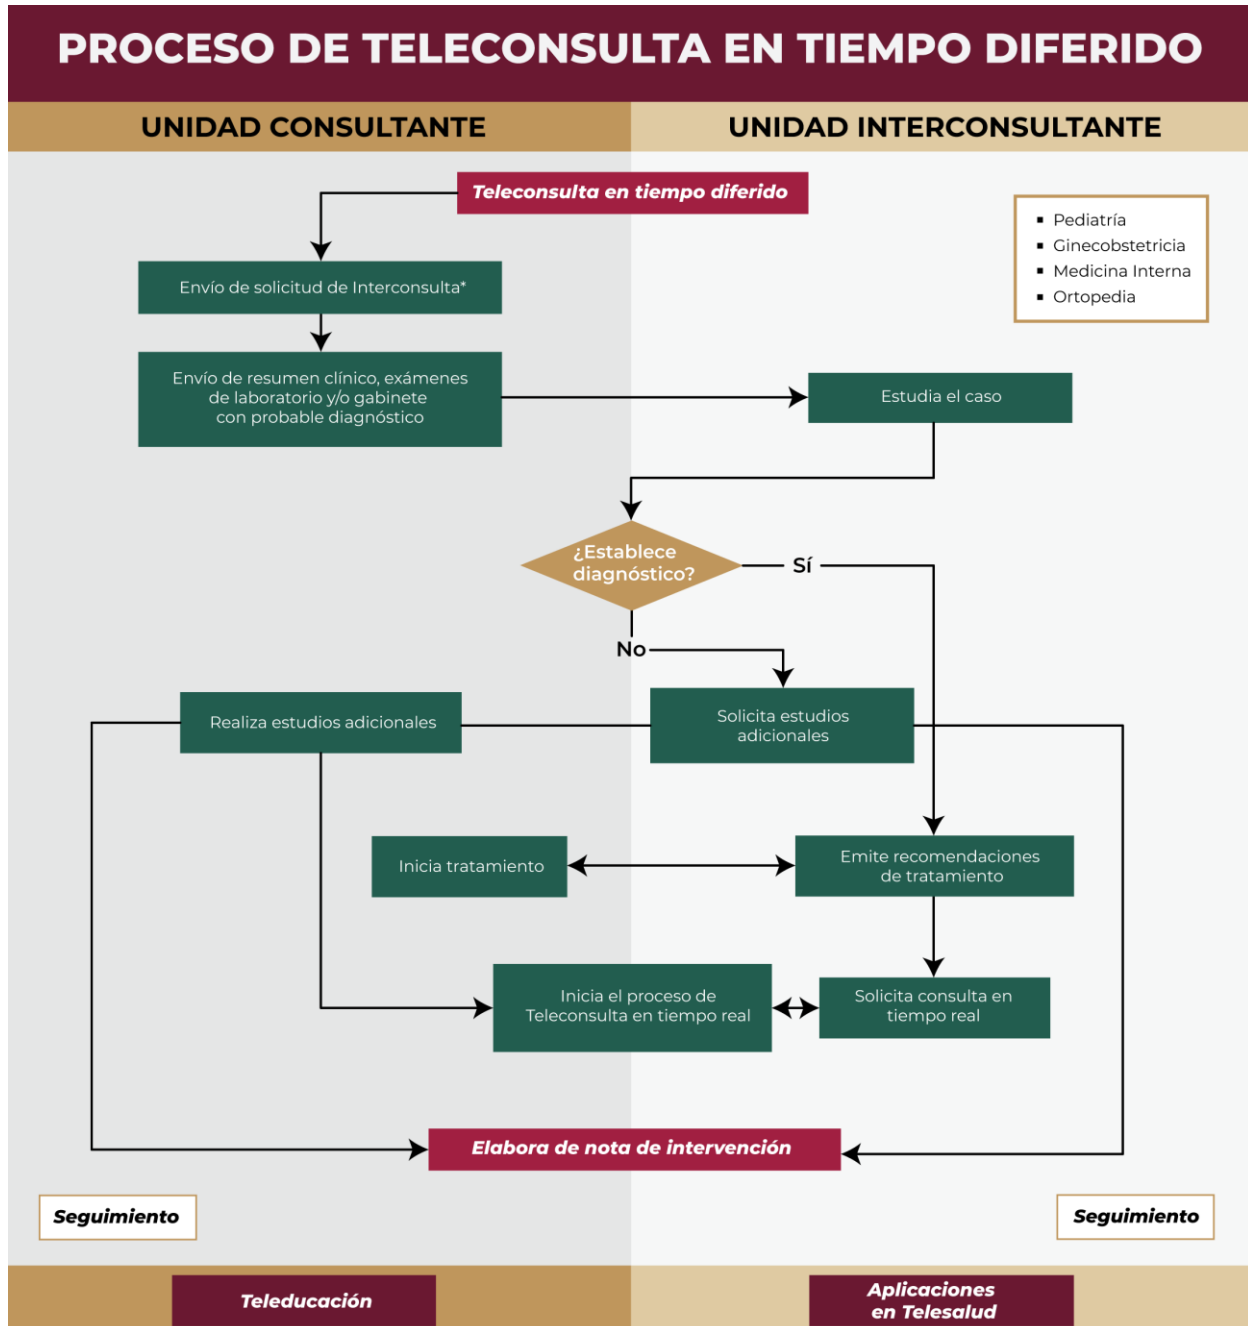 PROCESO DE TELECONSULTA EN TIEMPO DIFERIDO
UNIDAD CONSULTANTE
UNIDAD INTERCONSULTANTE
Teleconsulta en tiempo diferido
▪ Pediatría
▪ Ginecobstetricia
▪ Medicina Interna
▪ Ortopedia
Envío de solicitud de Interconsulta*
Envío de resumen clínico, exámenes
de laboratorio y/o gabinete
con probable diagnóstico
Estudia el caso
¿Establece
diagnóstico?
Sí
No
Realiza estudios adicionales
Solicita estudios
adicionales
Inicia tratamiento
Emite recomendaciones
de tratamiento
Inicia el proceso de
Teleconsulta en tiempo real
Solicita consulta en
tiempo real
Elabora de nota de intervención
Seguimiento
Seguimiento
Teleducación
Aplicaciones
en Telesalud